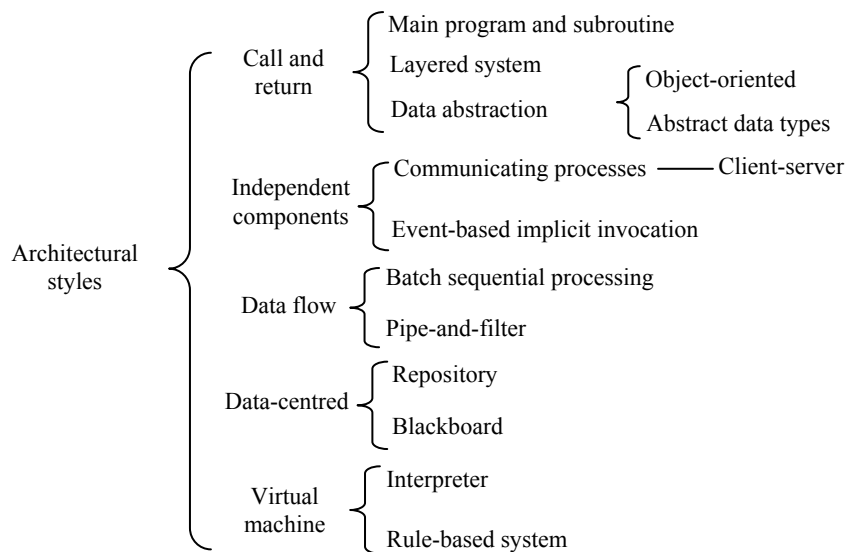 Architectural
styles
Call and
return
Main program and subroutine
Layered system
Data abstraction
Object-oriented
Abstract data types
Independent
components
Communicating processes
Client-server
Event-based implicit invocation
Data flow
Batch sequential processing
Pipe-and-filter
Data-centred
Repository
Blackboard
Virtual
machine
Interpreter
Rule-based system